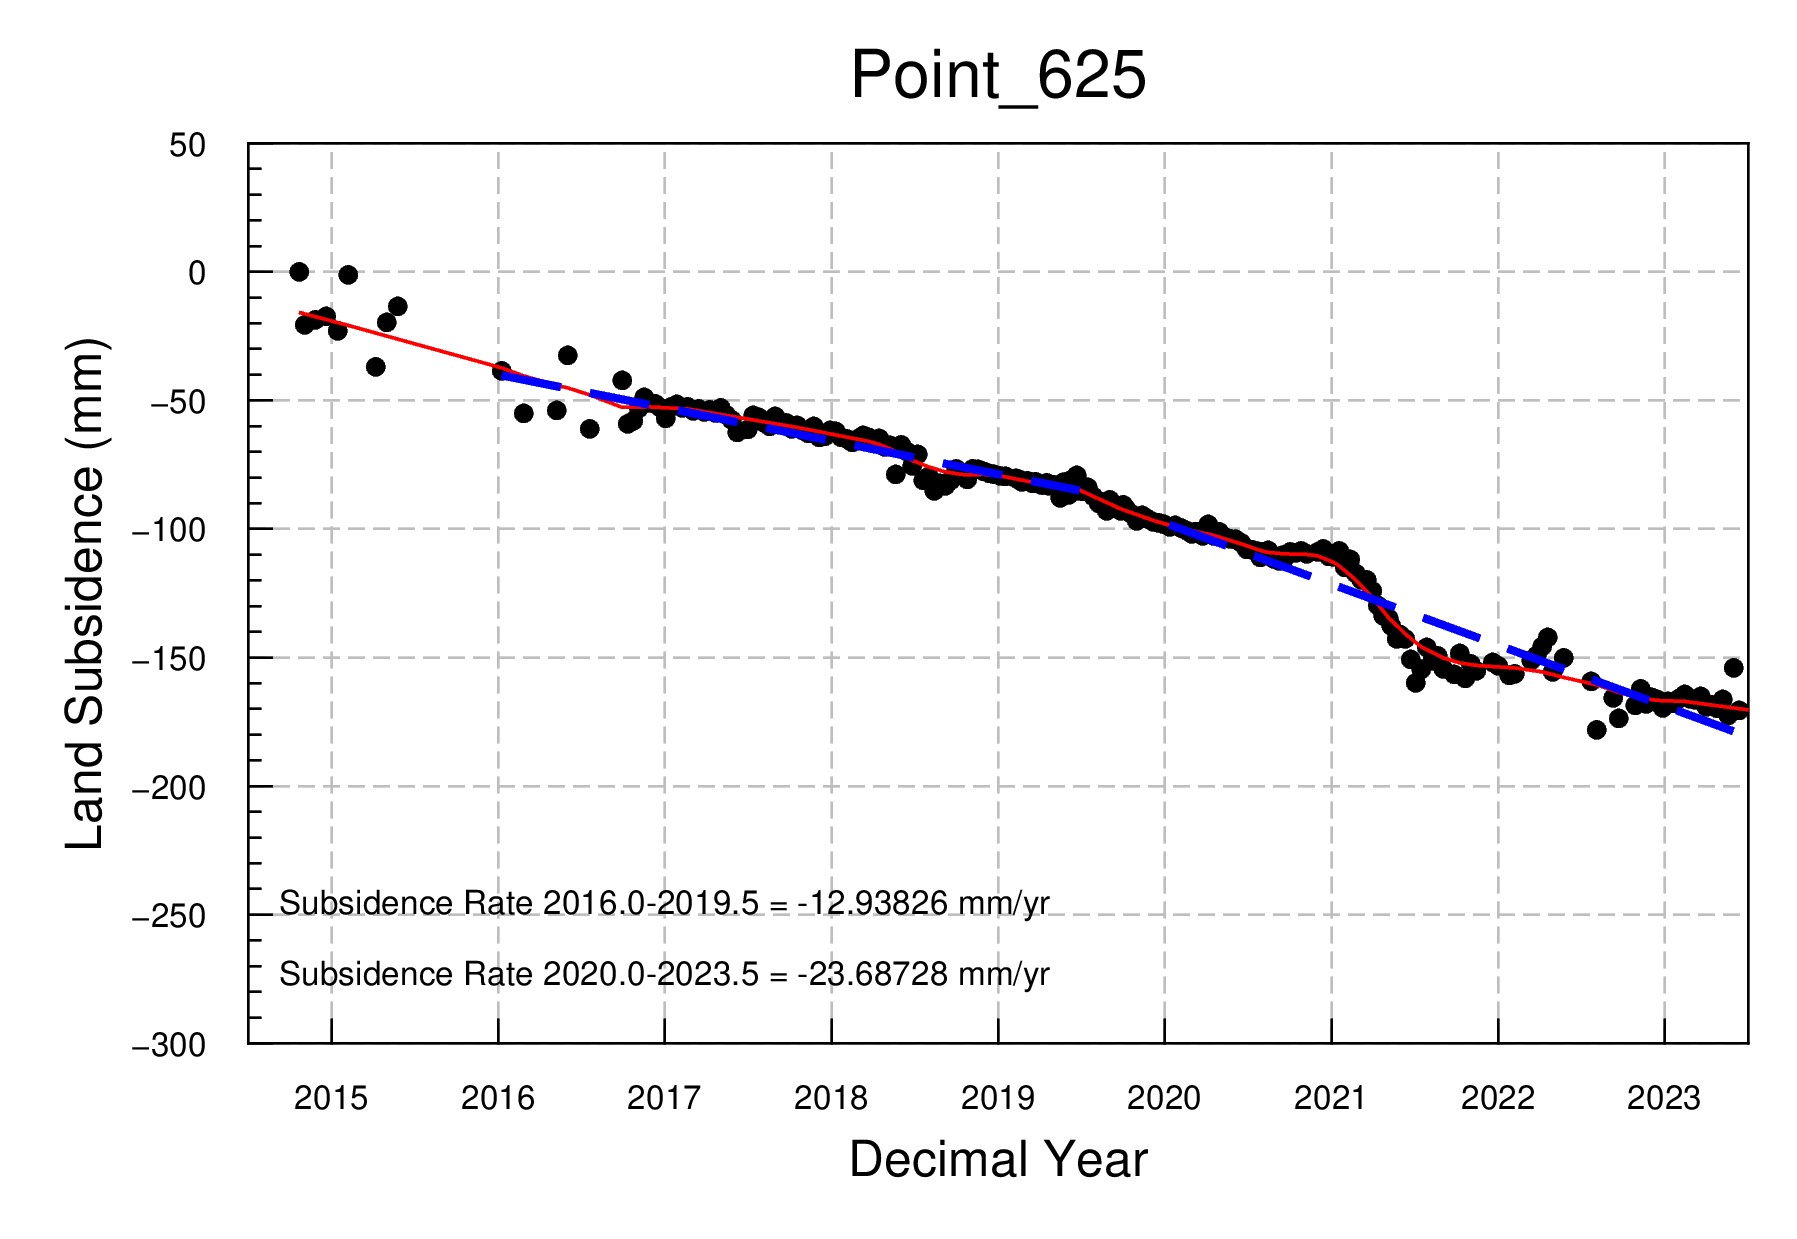 Point_625
50
0
−50
−100
−150
−200
−250
−300
Land Subsidence (mm)
Subsidence Rate 2016.0-2019.5 = -12.93826 mm/yr
Subsidence Rate 2020.0-2023.5 = -23.68728 mm/yr
2015 2016 2017 2018 2019 2020 2021 2022 2023
Decimal Year